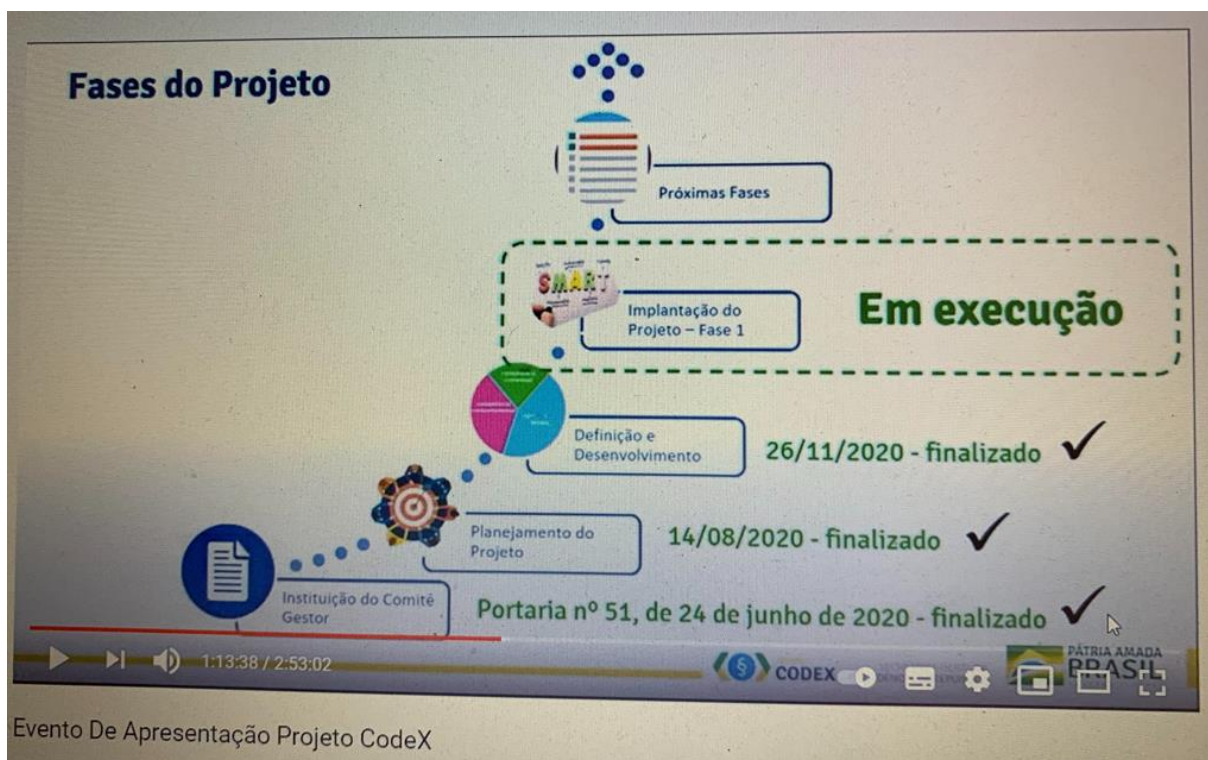 Fases do Projeto
Próximas Fases
SMART
Implantação do
Projeto – Fase 1
Em execução
Definição e
Desenvolvimento
26/11/2020 - finalizado
Planejamento do
Projeto
14/08/2020 - finalizado
Instituição do Comitê
Gestor
Portaria nº 51, de 24 de junho de 2020 - finalizado
1:13:38 / 2:53:02
CODEX
PÁTRIA AMADA
BRASIL
Evento De Apresentação Projeto CodeX